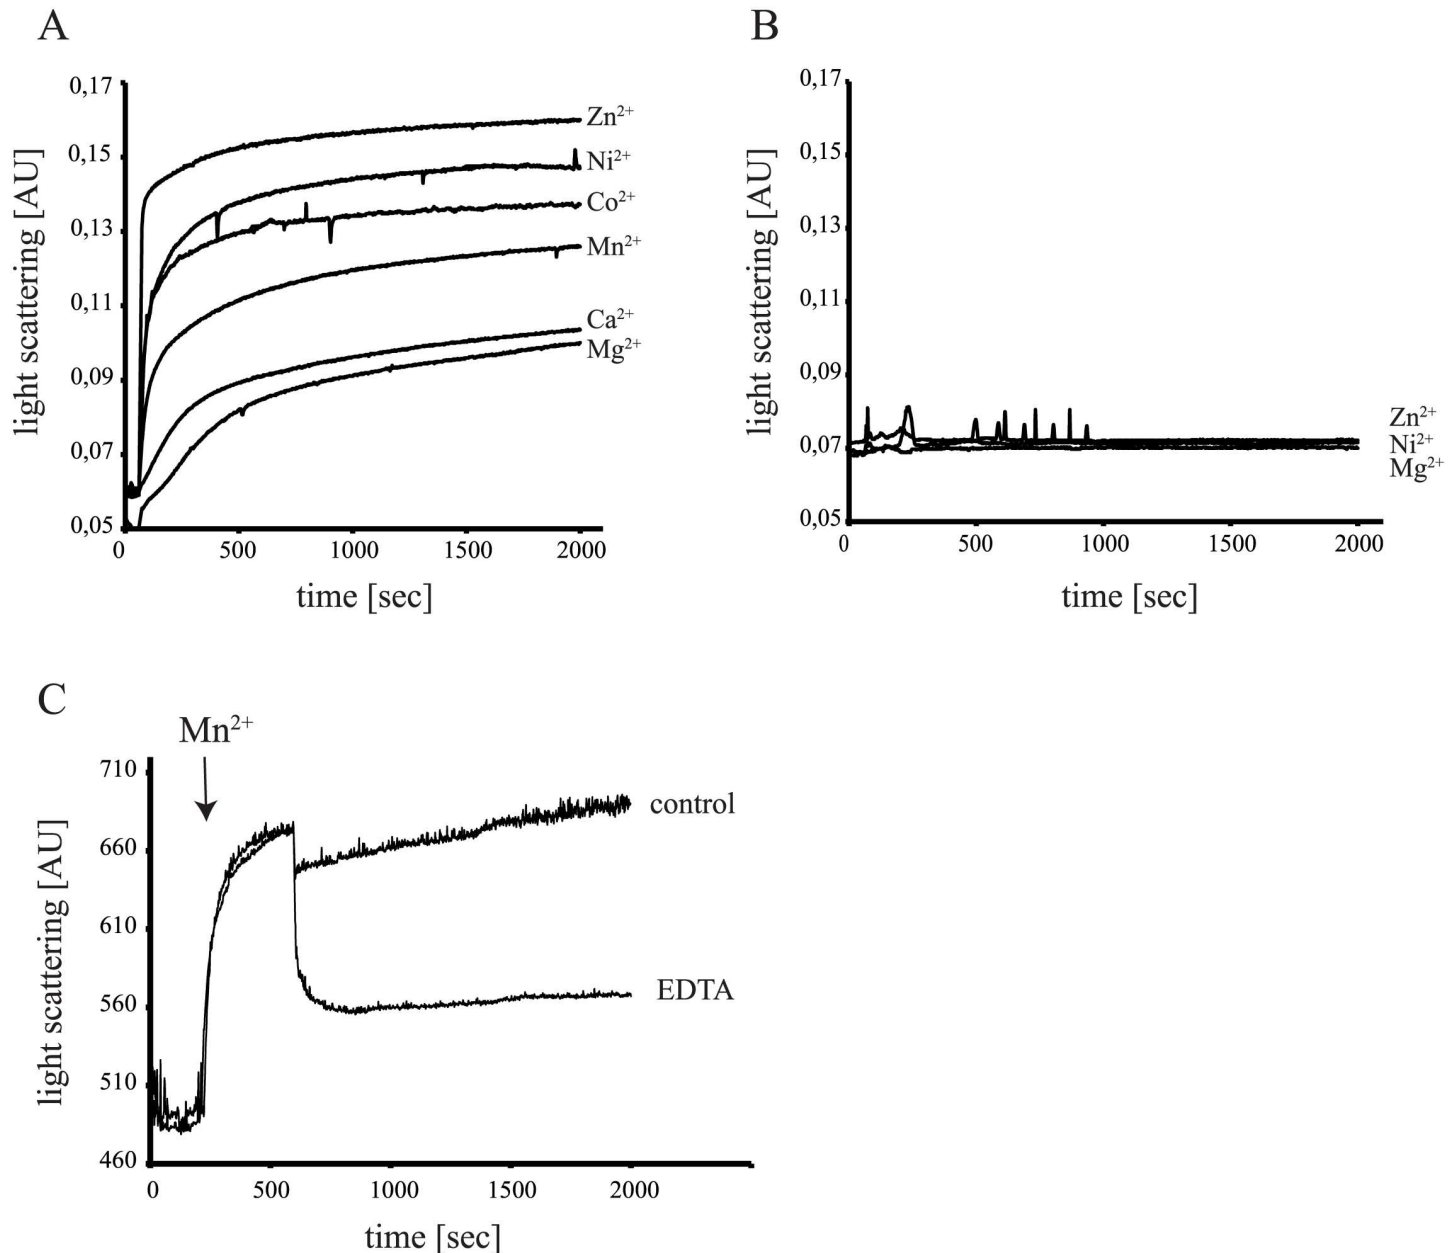 A
light scattering [AU]
0,17
0,15
0,13
0,11
0,09
0,07
0,05
Zn²⁺
Ni²⁺
Co²⁺
Mn²⁺
Ca²⁺
Mg²⁺
0 500 1000 1500 2000
time [sec]
B
light scattering [AU]
0,17
0,15
0,13
0,11
0,09
0,07
0,05
Zn²⁺
Ni²⁺
Mg²⁺
0 500 1000 1500 2000
time [sec]
C
Mn²⁺
light scattering [AU]
710
660
610
560
510
460
control
EDTA
0 500 1000 1500 2000
time [sec]